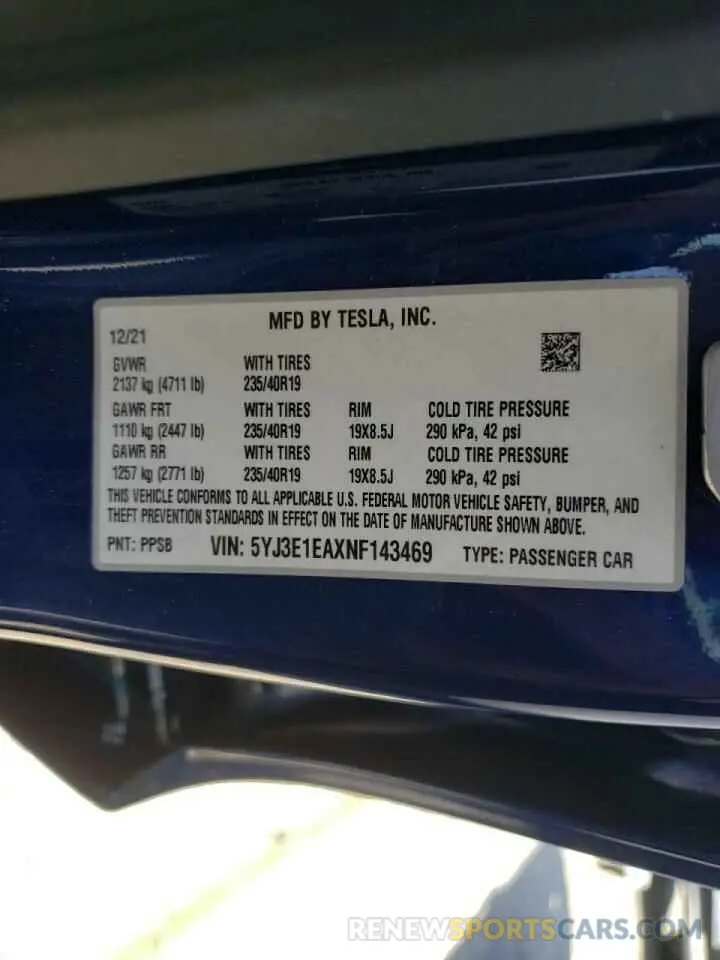 MFD BY TESLA, INC.
12/21
GVWR WITH TIRES
2137 kg (4711 lb) 235/40R19
GAWR FRT WITH TIRES RIM COLD TIRE PRESSURE
1110 kg (2447 lb) 235/40R19 19X8.5J 290 kPa, 42 psi
GAWR RR WITH TIRES RIM COLD TIRE PRESSURE
1257 kg (2771 lb) 235/40R19 19X8.5J 290 kPa, 42 psi
THIS VEHICLE CONFORMS TO ALL APPLICABLE U.S. FEDERAL MOTOR VEHICLE SAFETY, BUMPER, AND
THEFT PREVENTION STANDARDS IN EFFECT ON THE DATE OF MANUFACTURE SHOWN ABOVE.
PNT: PPSB VIN: 5YJ3E1EAXNF143469 TYPE: PASSENGER CAR
RENEWSPORTSCARS.COM